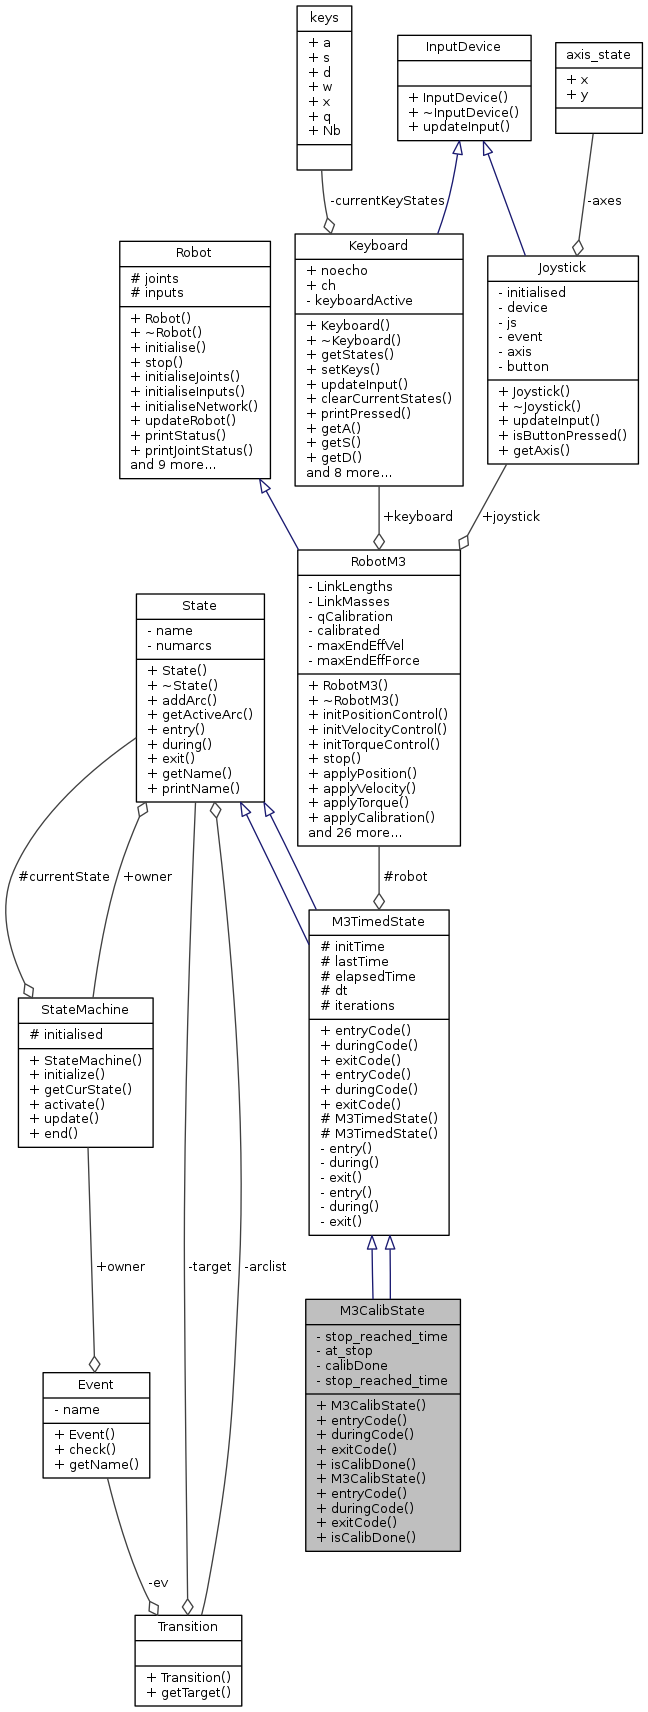 keys
+ a
+ s
+ d
+ w
+ x
+ q
+ Nb
InputDevice
+ InputDevice()
+ ~InputDevice()
+ updateInput()
axis_state
+ x
+ y
-currentKeyStates
-axes
Robot
# joints
# inputs
+ Robot()
+ ~Robot()
+ initialise()
+ stop()
+ initialiseJoints()
+ initialiseInputs()
+ initialiseNetwork()
+ updateRobot()
+ printStatus()
+ printJointStatus()
and 9 more...
Keyboard
+ noecho
+ ch
- keyboardActive
+ Keyboard()
+ ~Keyboard()
+ getStates()
+ setKeys()
+ updateInput()
+ clearCurrentStates()
+ printPressed()
+ getA()
+ getS()
+ getD()
and 8 more...
Joystick
- initialised
- device
- js
- event
- axis
- button
+ Joystick()
+ ~Joystick()
+ updateInput()
+ isButtonPressed()
+ getAxis()
+keyboard
+joystick
RobotM3
- LinkLengths
- LinkMasses
- qCalibration
- calibrated
- maxEndEffVel
- maxEndEffForce
+ RobotM3()
+ ~RobotM3()
+ initPositionControl()
+ initVelocityControl()
+ initTorqueControl()
+ stop()
+ applyPosition()
+ applyVelocity()
+ applyTorque()
+ applyCalibration()
and 26 more...
State
- name
- numarcs
+ State()
+ ~State()
+ addArc()
+ getActiveArc()
+ entry()
+ during()
+ exit()
+ getName()
+ printName()
#currentState
+owner
#robot
M3TimedState
# initTime
# lastTime
# elapsedTime
# dt
# iterations
+ entryCode()
+ duringCode()
+ exitCode()
+ entryCode()
+ duringCode()
+ exitCode()
# M3TimedState()
# M3TimedState()
- entry()
- during()
- exit()
- entry()
- during()
- exit()
StateMachine
# initialised
+ StateMachine()
+ initialize()
+ getCurState()
+ activate()
+ update()
+ end()
+owner
-target
-arclist
M3CalibState
- stop_reached_time
- at_stop
- calibDone
- stop_reached_time
+ M3CalibState()
+ entryCode()
+ duringCode()
+ exitCode()
+ isCalibDone()
+ M3CalibState()
+ entryCode()
+ duringCode()
+ exitCode()
+ isCalibDone()
Event
- name
+ Event()
+ check()
+ getName()
-ev
Transition
+ Transition()
+ getTarget()